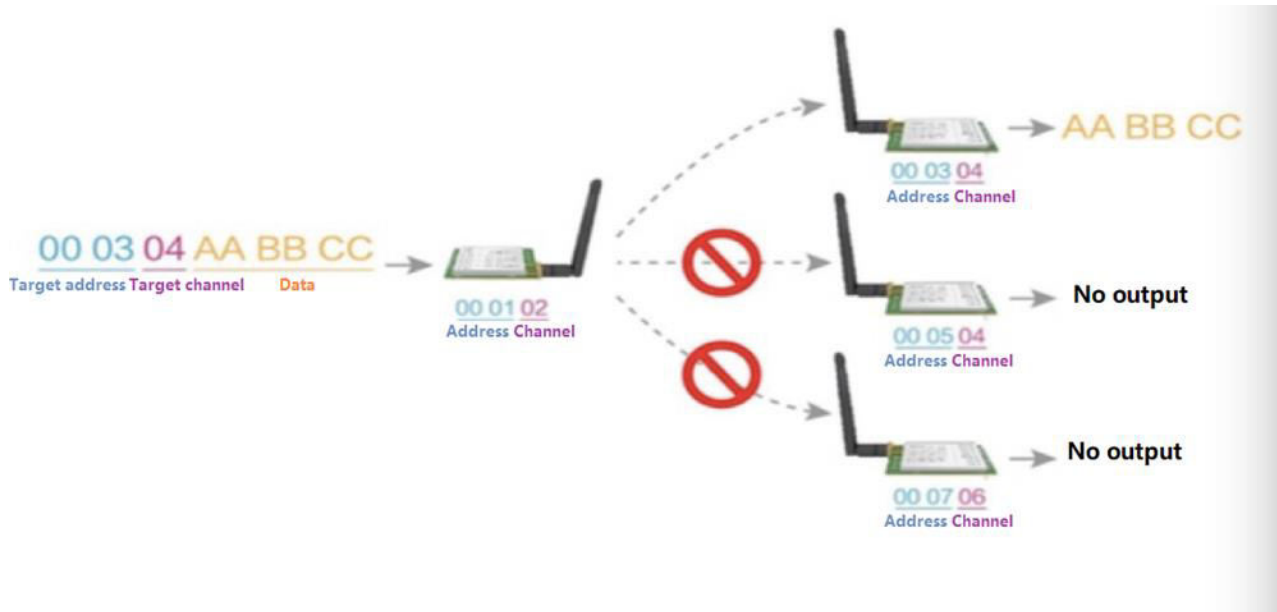 00 03 04 AA BB CC
Target address Target channel Data
00 01 02
Address Channel
AA BB CC
00 03 04
Address Channel
No output
00 05 04
Address Channel
No output
00 07 06
Address Channel